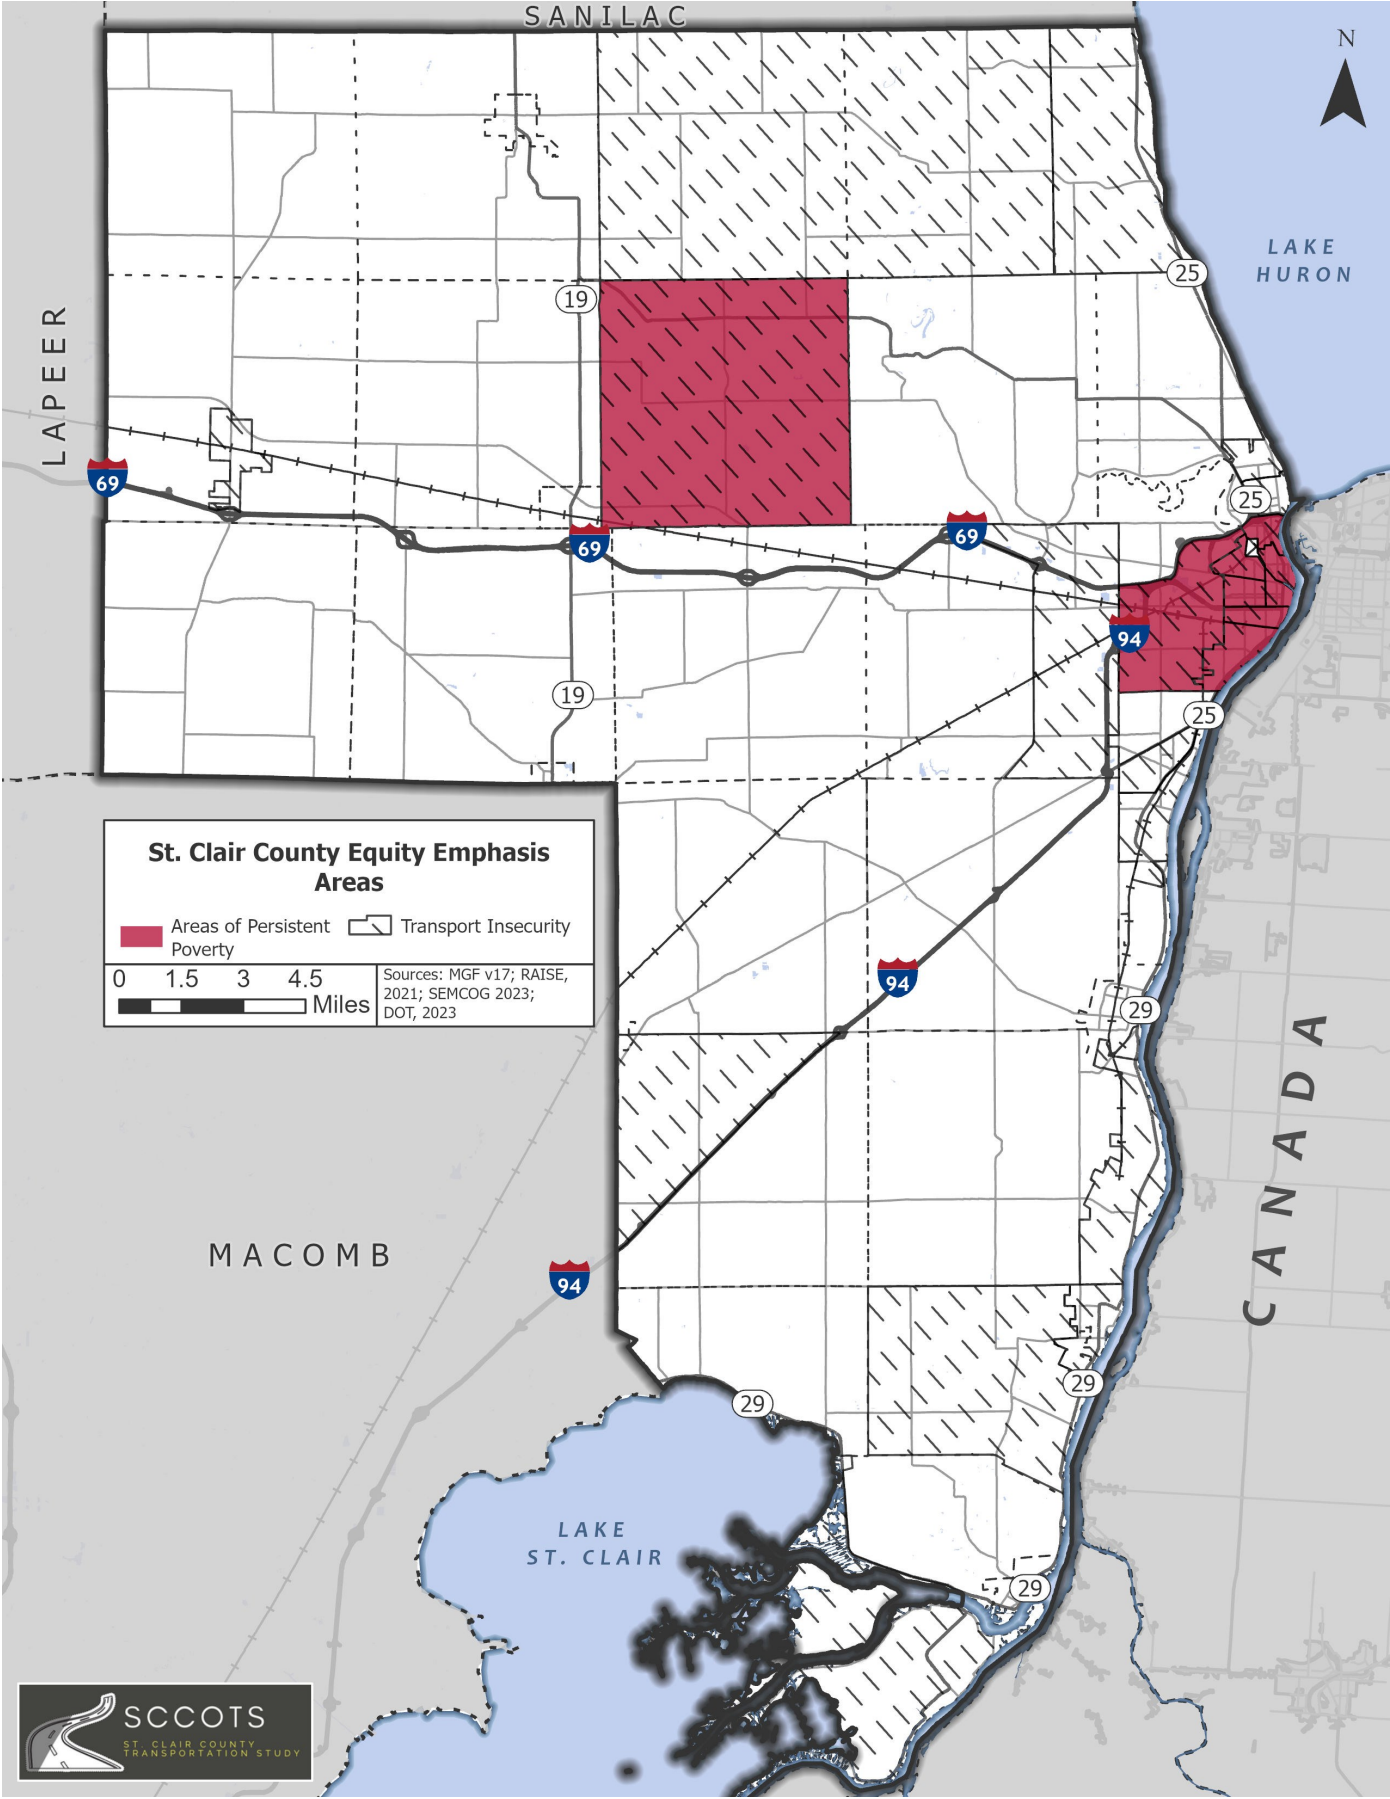 SANILAC
N
LAKE
HURON
25
19
LAPEER
69
25
69
69
94
19
25
St. Clair County Equity Emphasis
Areas
Areas of Persistent
Poverty
Transport Insecurity
0 1.5 3 4.5
Miles
Sources: MGF v17; RAISE,
2021; SEMCOG 2023;
DOT, 2023
94
29
CANADA
MACOMB
94
29
29
LAKE
ST. CLAIR
29
SCCOTS
ST. CLAIR COUNTY
TRANSPORTATION STUDY